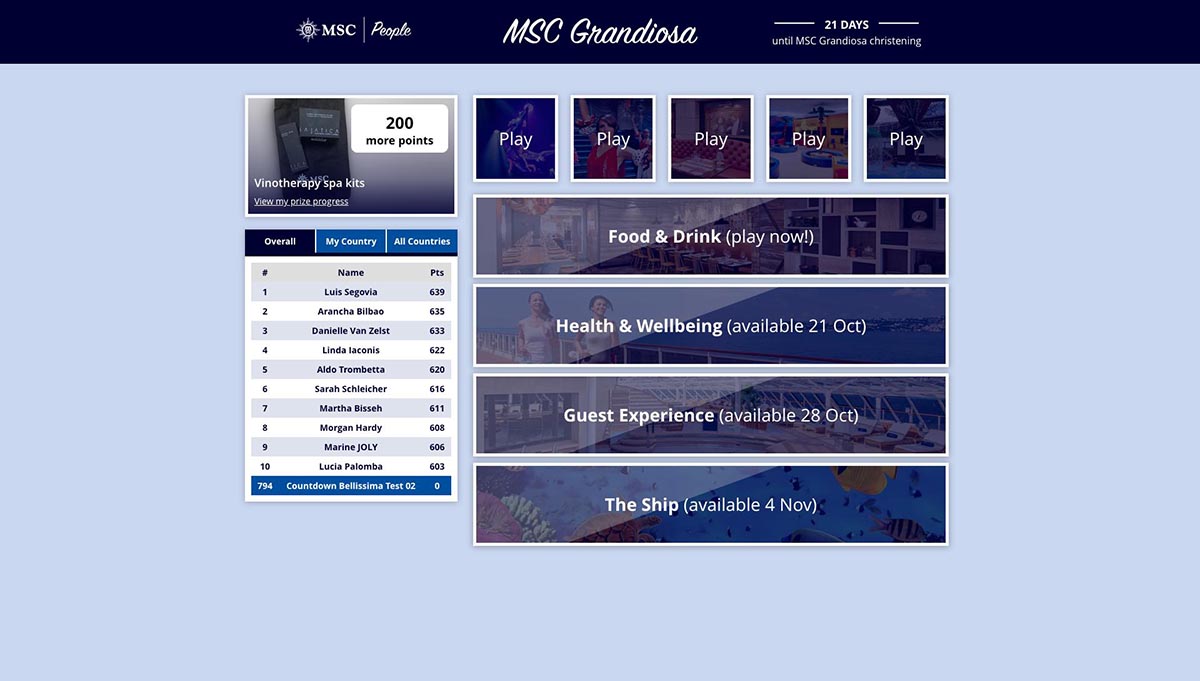 MSC People
MSC Grandiosa
21 DAYS
until MSC Grandiosa christening
200
more points
MSC
Vinotherapy spa kits
View my prize progress
Play
Play
Play
Play
Play
Overall
My Country
All Countries
# Name Pts
1 Luis Segovia 639
2 Arancha Bilbao 635
3 Danielle Van Zelst 633
4 Linda Iaconis 622
5 Aldo Trombetta 620
6 Sarah Schleicher 616
7 Martha Bisseh 611
8 Morgan Hardy 608
9 Marine JOLY 606
10 Lucia Palomba 603
794 Countdown Bellissima Test 02 0
Food & Drink (play now!)
Health & Wellbeing (available 21 Oct)
Guest Experience (available 28 Oct)
The Ship (available 4 Nov)